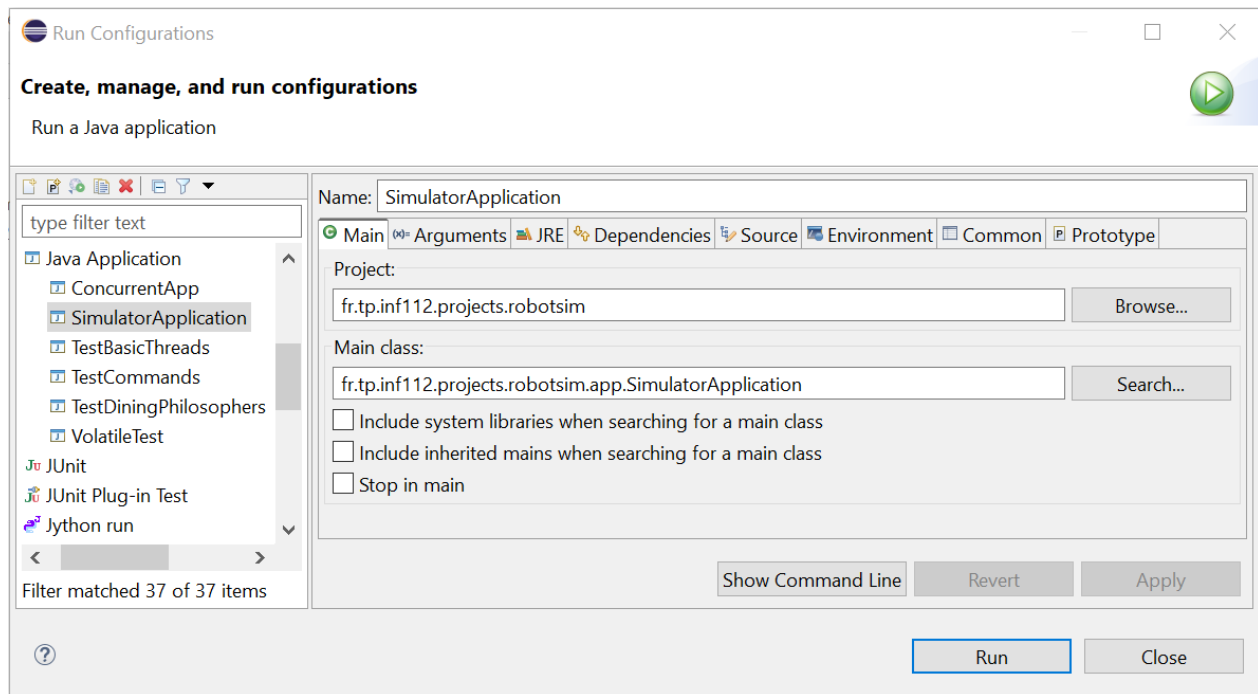 Run Configurations
Create, manage, and run configurations
Run a Java application
type filter text
Java Application
ConcurrentApp
SimulatorApplication
TestBasicThreads
TestCommands
TestDiningPhilosophers
VolatileTest
JUnit
JUnit Plug-in Test
Jython run
Filter matched 37 of 37 items
Name: SimulatorApplication
Main Arguments JRE Dependencies Source Environment Common Prototype
Project:
fr.tp.inf112.projects.robotsim Browse...
Main class:
fr.tp.inf112.projects.robotsim.app.SimulatorApplication Search...
Include system libraries when searching for a main class
Include inherited mains when searching for a main class
Stop in main
Show Command Line Revert Apply
Run Close